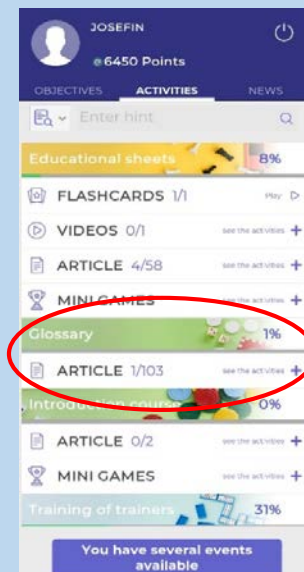 JOSEFIN
6450 Points
OBJECTIVES ACTIVITIES NEWS
Enter hint
Educational sheets 8%
FLASHCARDS 1/1 Play
VIDEOS 0/1 see the activities +
ARTICLE 4/58 see the activities +
MINI GAMES see the activities +
Glossary 1%
ARTICLE 1/103 see the activities +
Introduction course 0%
ARTICLE 0/2 see the activities +
MINI GAMES see the activities +
Training of trainers 31%
You have several events
available